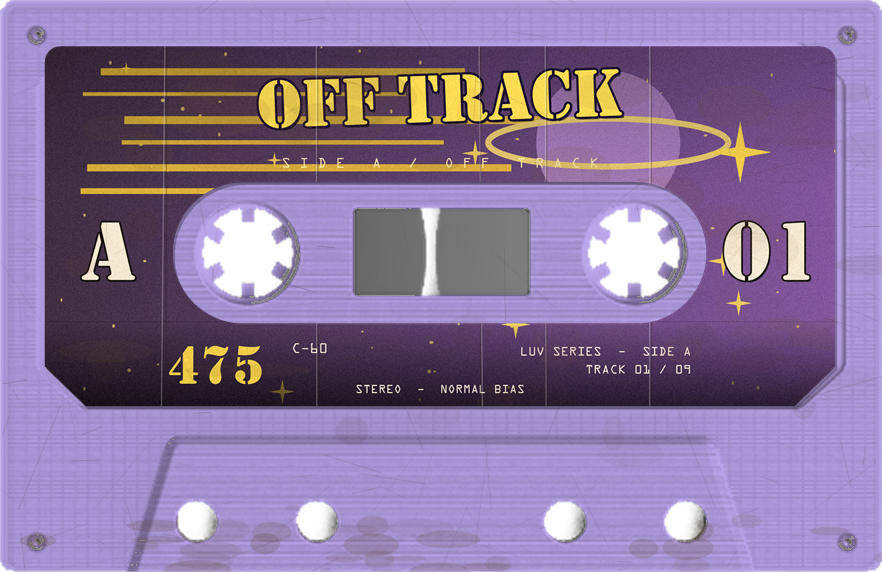 OFF TRACK
SIDE A / OFF TRACK
A
01
475
C-60
LUV SERIES - SIDE A
TRACK 01 / 09
STEREO - NORMAL BIAS